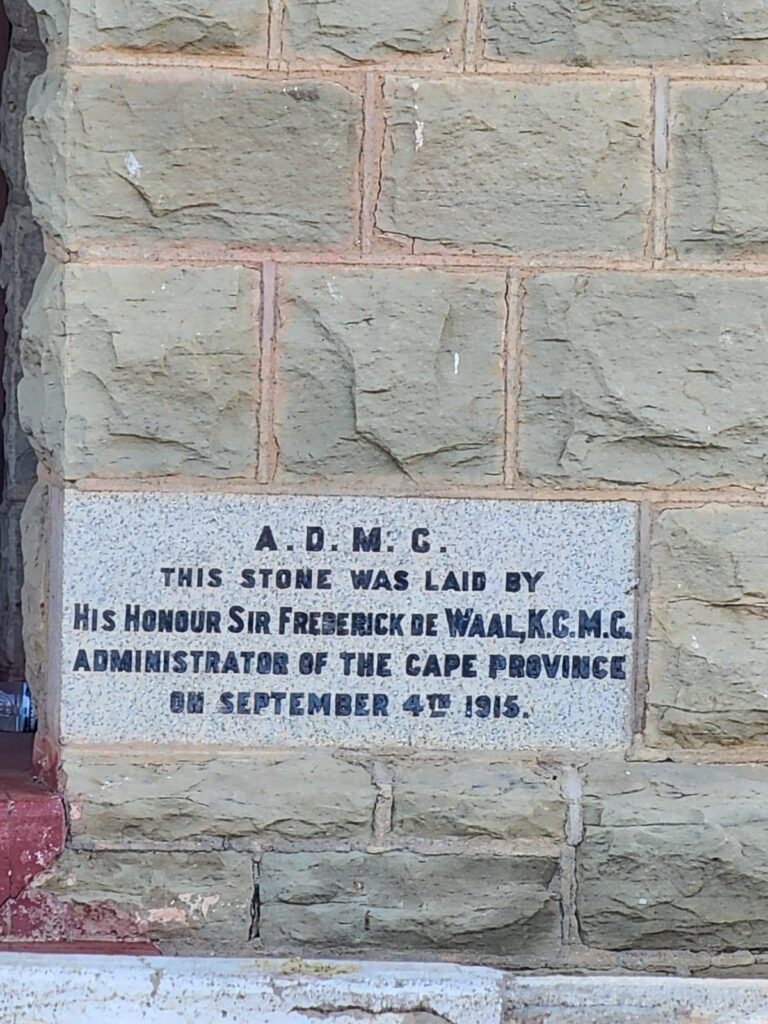 A. D. M. G.
THIS STONE WAS LAID BY
HIS HONOUR SIR FREDERICK DE WAAL, K.C.M.G.
ADMINISTRATOR OF THE CAPE PROVINCE
ON SEPTEMBER 4TH 1915.